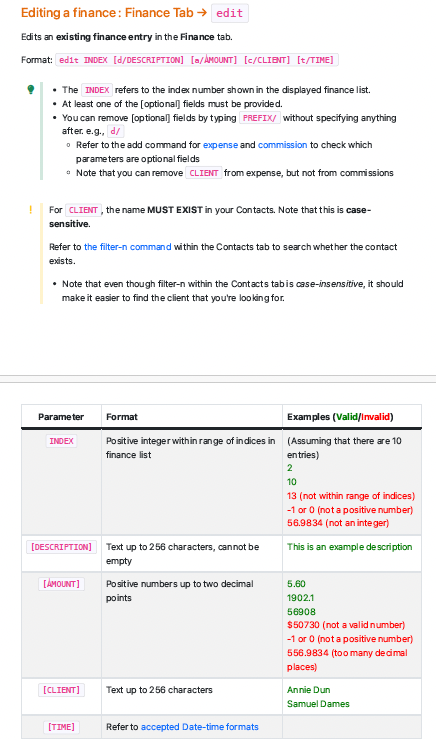 Editing a finance : Finance Tab → edit
Edits an existing finance entry in the Finance tab.
Format: edit INDEX [d/DESCRIPTION] [a/AMOUNT] [c/CLIENT] [t/TIME]
• The INDEX refers to the index number shown in the displayed finance list.
• At least one of the [optional] fields must be provided.
• You can remove [optional] fields by typing PREFIX/ without specifying anything
after. e.g., d/
Refer to the add command for expense and commission to check which
parameters are optional fields
Note that you can remove CLIENT from expense, but not from commissions
! For CLIENT, the name MUST EXIST in your Contacts. Note that this is case-
sensitive.
Refer to the filter-n command within the Contacts tab to search whether the contact
exists.
• Note that even though filter-n within the Contacts tab is case-insensitive, it should
make it easier to find the client that you're looking for.
Parameter Format Examples (Valid/Invalid)
INDEX Positive integer within range of indices in (Assuming that there are 10
finance list entries)
2
10
13 (not within range of indices)
-1 or 0 (not a positive number)
56.9834 (not an integer)
[DESCRIPTION] Text up to 256 characters, cannot be This is an example description
empty
[AMOUNT] Positive numbers up to two decimal 5.60
points 1902.1
56908
$50730 (not a valid number)
-1 or 0 (not a positive number)
556.9834 (too many decimal
places)
[CLIENT] Text up to 256 characters Annie Dun
Samuel Dames
[TIME] Refer to accepted Date-time formats